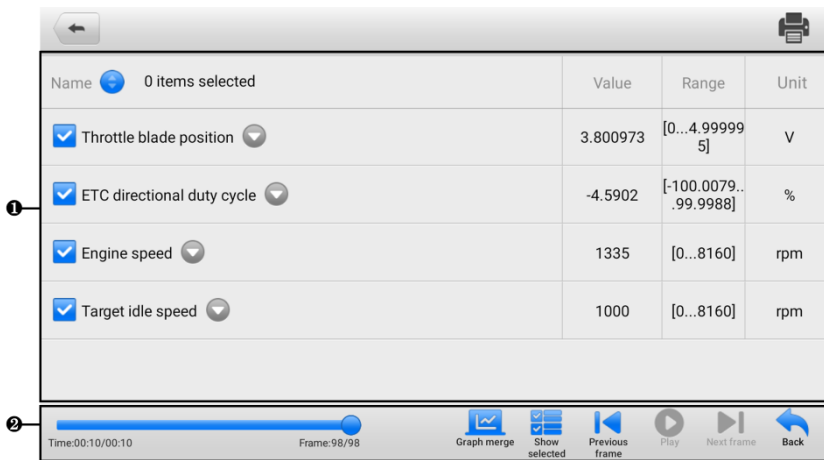 Name 0 items selected Value Range Unit
Throttle blade position 3.800973 [0...4.99999
5] V
ETC directional duty cycle -4.5902 [-100.0079..
.99.9988] %
Engine speed 1335 [0...8160] rpm
Target idle speed 1000 [0...8160] rpm
❶
❷
Time:00:10/00:10 Frame:98/98
Graph merge
Show
selected
Previous
frame
Play
Next frame
Back